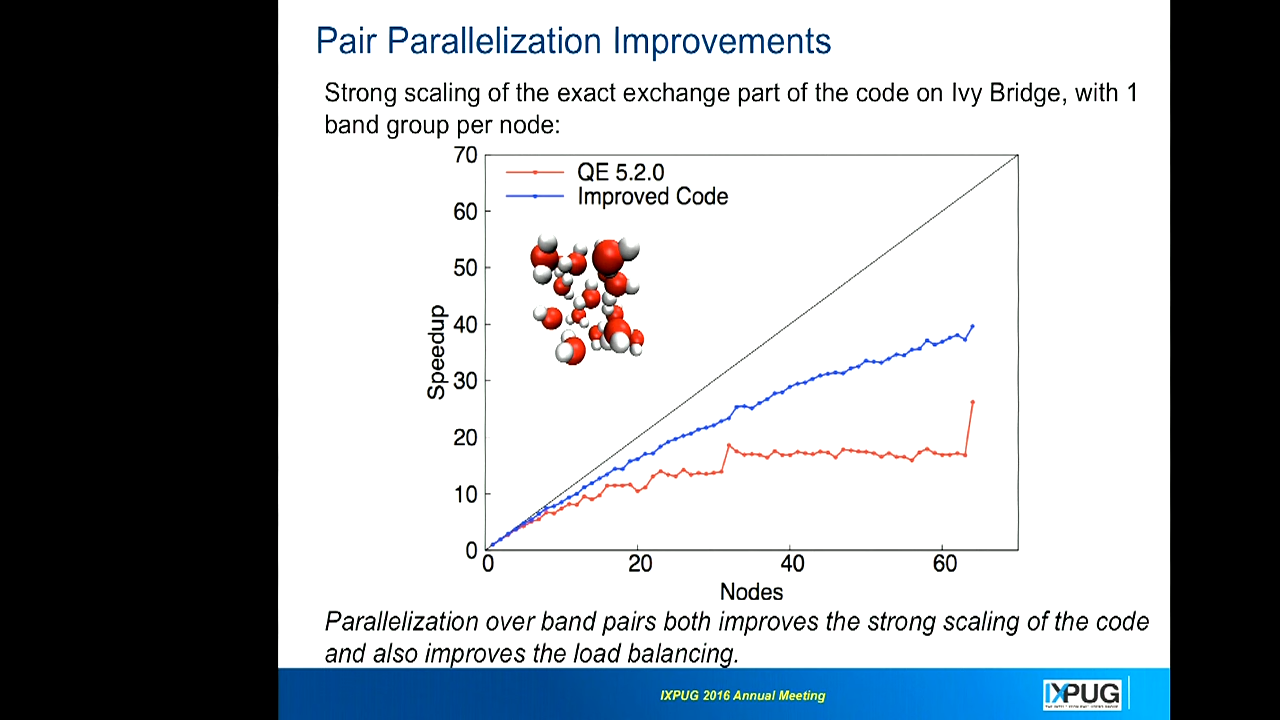 Pair Parallelization Improvements
Strong scaling of the exact exchange part of the code on Ivy Bridge, with 1
band group per node:
70
60
50
40
30
20
10
0
Speedup
QE 5.2.0
Improved Code
0 20 40 60
Nodes
Parallelization over band pairs both improves the strong scaling of the code
and also improves the load balancing.
IXPUG 2016 Annual Meeting
IXPUG